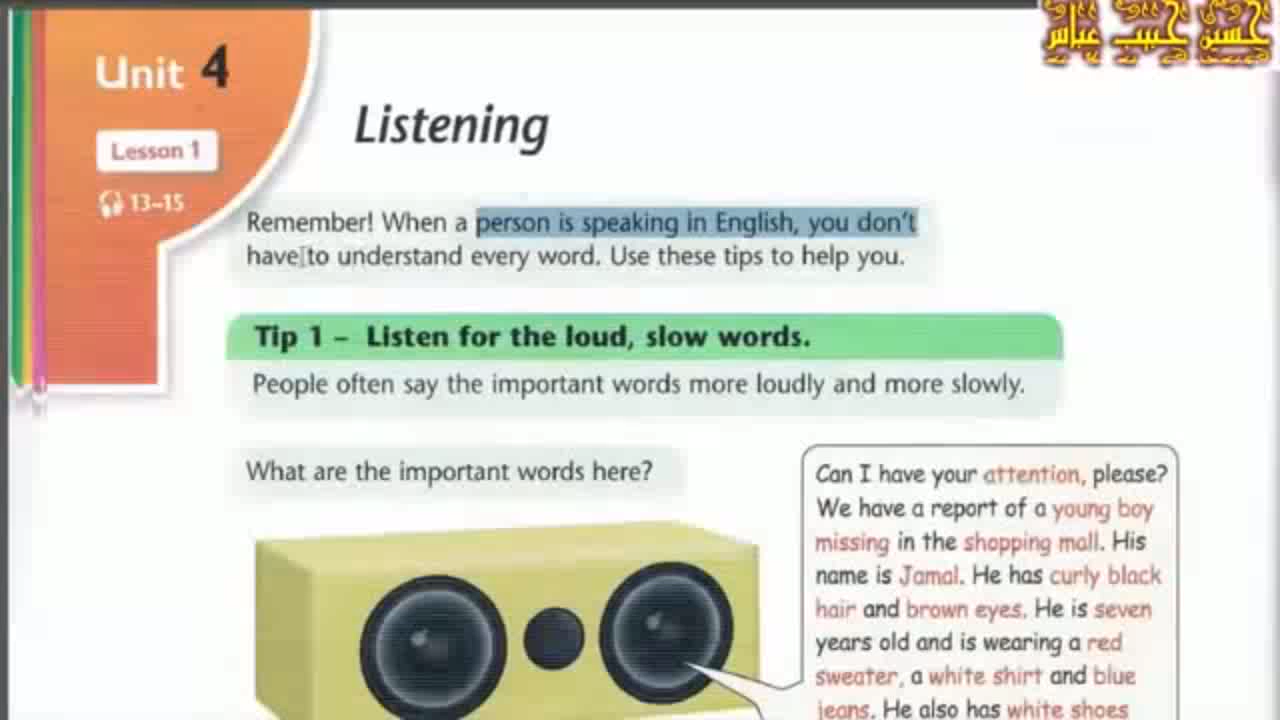 حسين حبيب عباس
Unit 4
Lesson 1
13–15
Listening
Remember! When a person is speaking in English, you don't
have to understand every word. Use these tips to help you.
Tip 1 – Listen for the loud, slow words.
People often say the important words more loudly and more slowly.
What are the important words here?
Can I have your attention, please?
We have a report of a young boy
missing in the shopping mall. His
name is Jamal. He has curly black
hair and brown eyes. He is seven
years old and is wearing a red
sweater, a white shirt and blue
jeans. He also has white shoes